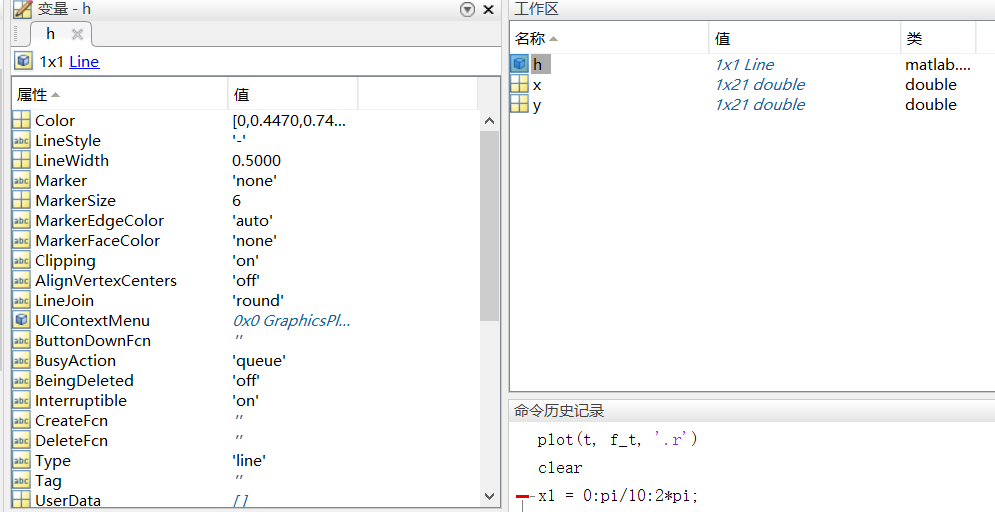 变量 - h
h
1x1 Line
属性 值
Color [0,0.4470,0.74...
LineStyle '-'
LineWidth 0.5000
Marker 'none'
MarkerSize 6
MarkerEdgeColor 'auto'
MarkerFaceColor 'none'
Clipping 'on'
AlignVertexCenters 'off'
LineJoin 'round'
UIContextMenu 0x0 GraphicsPl...
ButtonDownFcn ''
BusyAction 'queue'
BeingDeleted 'off'
Interruptible 'on'
CreateFcn ''
DeleteFcn ''
Type 'line'
Tag ''
UserData []
工作区
名称 值 类
h 1x1 Line matlab....
x 1x21 double double
y 1x21 double double
命令历史记录
plot(t, f_t, '.r')
clear
x1 = 0:pi/10:2*pi;